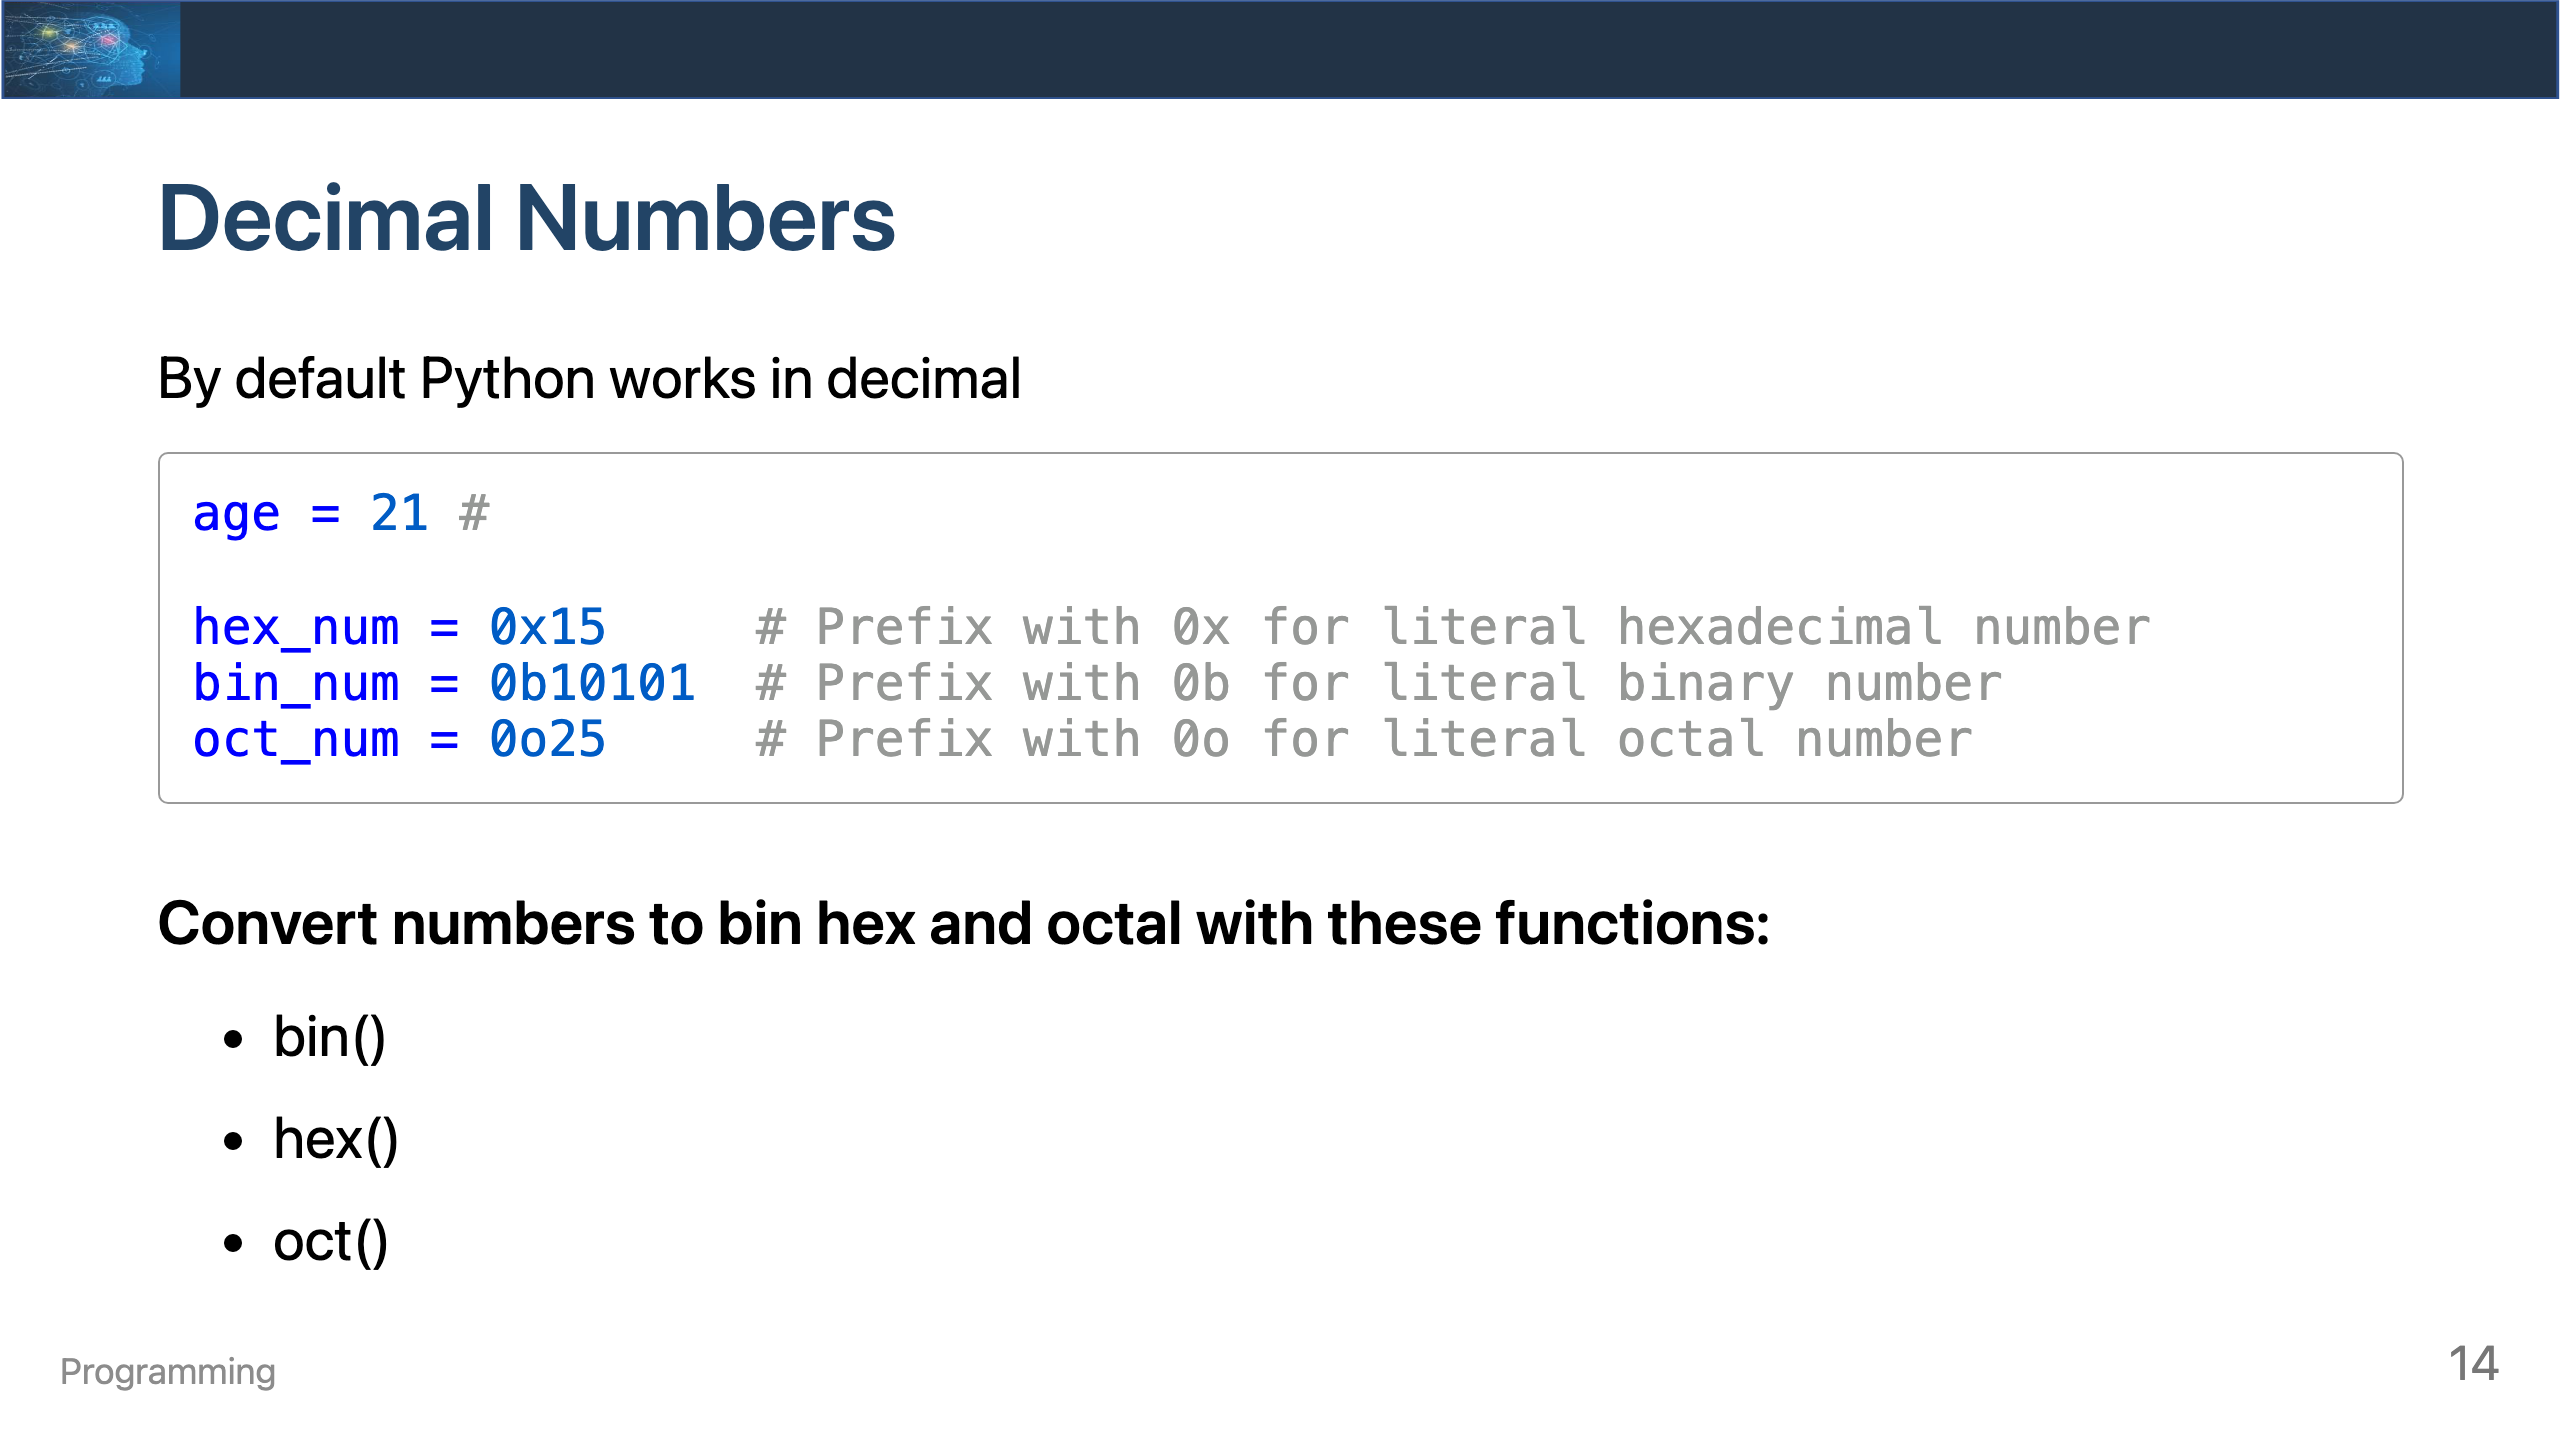 Decimal Numbers
By default Python works in decimal
age = 21 #
hex_num = 0x15     # Prefix with 0x for literal hexadecimal number
bin_num = 0b10101  # Prefix with 0b for literal binary number
oct_num = 0o25     # Prefix with 0o for literal octal number
Convert numbers to bin hex and octal with these functions:
• bin()
• hex()
• oct()
Programming
14